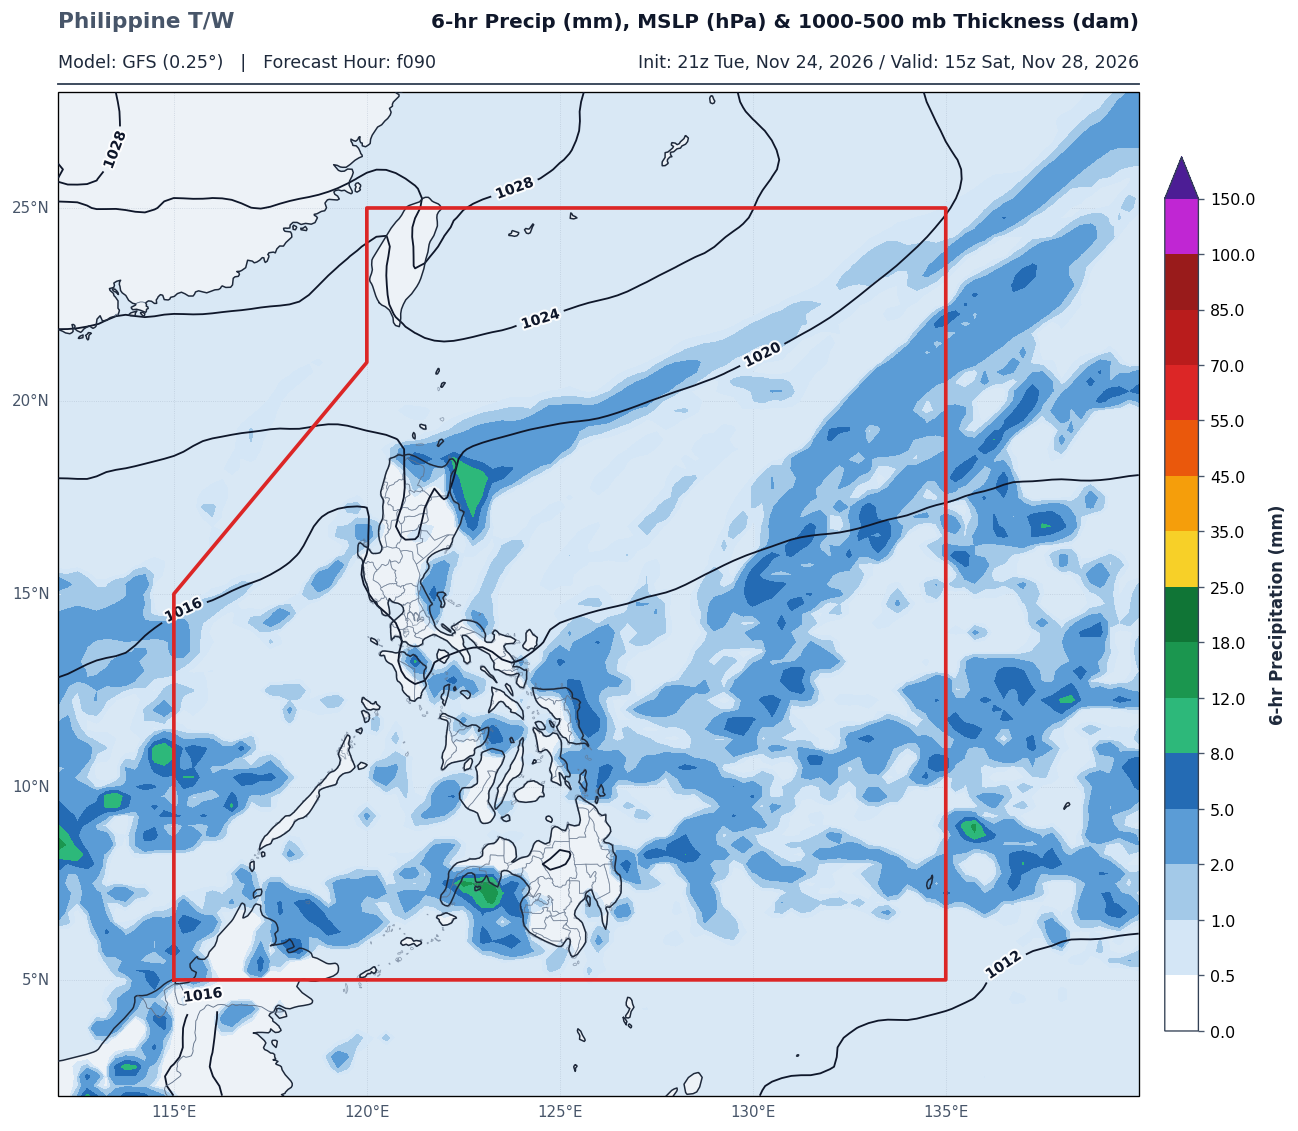 Philippine T/W
6-hr Precip (mm), MSLP (hPa) & 1000-500 mb Thickness (dam)
Model: GFS (0.25°) | Forecast Hour: f090
Init: 21z Tue, Nov 24, 2026 / Valid: 15z Sat, Nov 28, 2026
1028
1028
1024
1020
1016
1016
1012
25°N
20°N
15°N
10°N
5°N
115°E
120°E
125°E
130°E
135°E
150.0
100.0
85.0
70.0
55.0
45.0
35.0
25.0
18.0
12.0
8.0
5.0
2.0
1.0
0.5
0.0
6-hr Precipitation (mm)